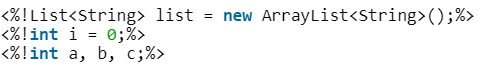 <%!List<String> list = new ArrayList<String>();%>
<%!int i = 0;%>
<%!int a, b, c;%>